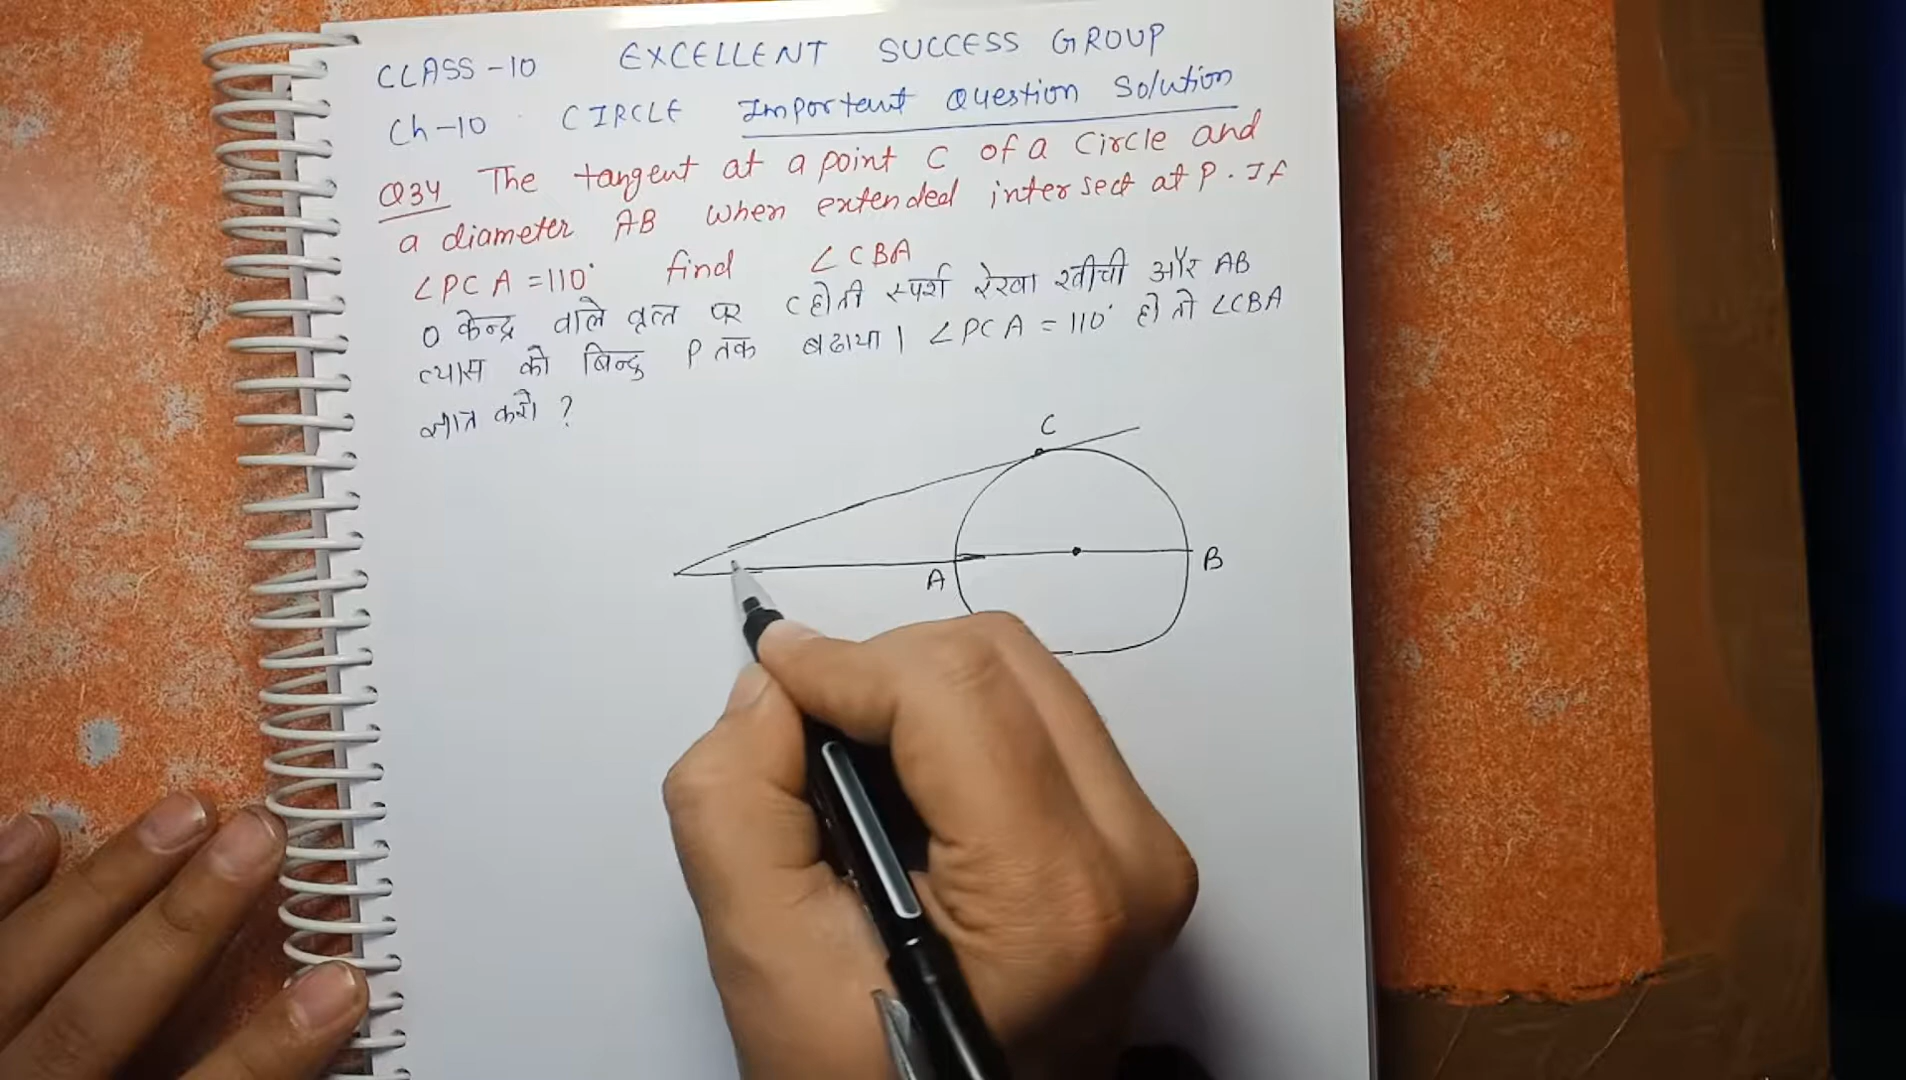 CLASS-10 EXCELLENT SUCCESS GROUP
Ch-10 CIRCLE Important Question Solution
Q34 The tangent at a point C of a Circle and
a diameter AB when extended intersect at P. If
∠PCA=110° find ∠CBA
O केन्द्र वाले वृत्त पर C होती स्पर्श रेखा खीची और AB
व्यास को बिन्दु P तक बढाया। ∠PCA = 110° हो तो ∠CBA
ज्ञात करो ?
C
A
B